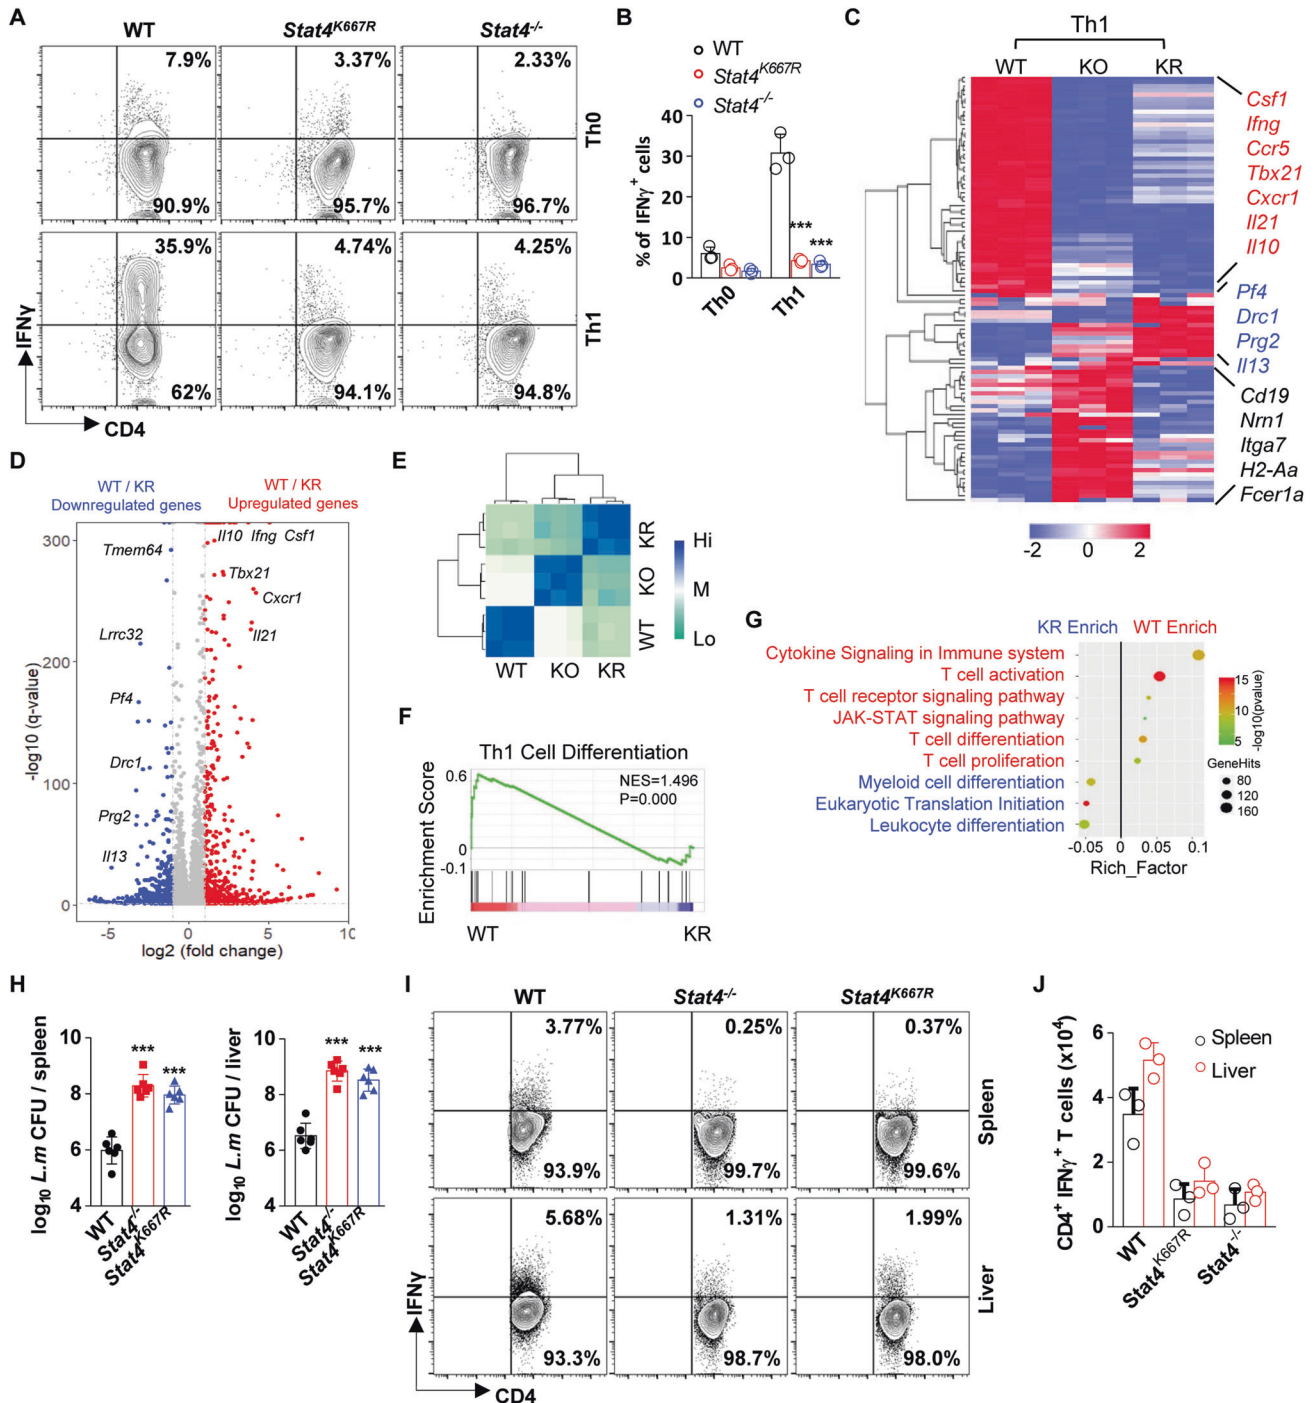 A
WT
Stat4K667R
Stat4-/-
7.9%
3.37%
2.33%
Th0
90.9%
95.7%
96.7%
35.9%
4.74%
4.25%
Th1
62%
94.1%
94.8%
IFNγ
CD4
B
WT
Stat4K667R
Stat4-/-
% of IFNγ+ cells
40
30
20
10
0
***
***
Th0
Th1
C
Th1
WT
KO
KR
Csf1
Ifng
Ccr5
Tbx21
Cxcr1
Il21
Il10
Pf4
Drc1
Prg2
Il13
Cd19
Nrn1
Itga7
H2-Aa
Fcer1a
-2
0
2
D
WT / KR
Downregulated genes
WT / KR
Upregulated genes
-log10 (q-value)
300
200
100
0
Tmem64
Lrrc32
Pf4
Drc1
Prg2
Il13
Il10 Ifng Csf1
Tbx21
Cxcr1
Il21
-5
0
5
10
log2 (fold change)
E
KR
KO
WT
WT
KO
KR
Hi
M
Lo
F
Th1 Cell Differentiation
Enrichment Score
0.6
0
-0.1
NES=1.496
P=0.000
WT
KR
G
KR Enrich
WT Enrich
Cytokine Signaling in Immune system
T cell activation
T cell receptor signaling pathway
JAK-STAT signaling pathway
T cell differentiation
T cell proliferation
Myeloid cell differentiation
Eukaryotic Translation Initiation
Leukocyte differentiation
-0.05
0
0.05
0.1
Rich_Factor
15
10
5
-log10(pvalue)
GeneHits
80
120
160
H
log10 L.m CFU / spleen
10
8
6
4
***
***
WT
Stat4-/-
Stat4K667R
log10 L.m CFU / liver
10
8
6
4
***
***
WT
Stat4-/-
Stat4K667R
I
WT
Stat4-/-
Stat4K667R
3.77%
0.25%
0.37%
Spleen
93.9%
99.7%
99.6%
5.68%
1.31%
1.99%
Liver
93.3%
98.7%
98.0%
IFNγ
CD4
J
CD4+ IFNγ+ T cells (x104)
6
4
2
0
Spleen
Liver
WT
Stat4K667R
Stat4-/-